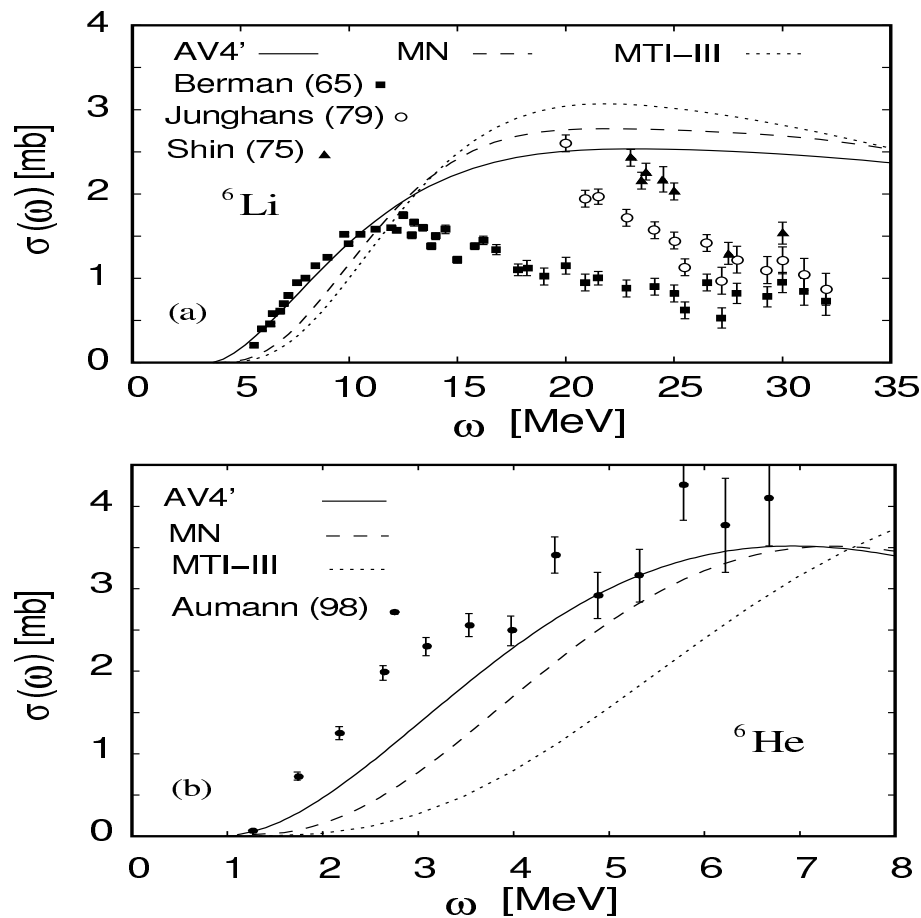 4
3
2
1
0
σ(ω) [mb]
AV4' MN MTI–III
Berman (65)
Junghans (79)
Shin (75)
⁶Li
(a)
0 5 10 15 20 25 30 35
ω [MeV]
4
3
2
1
0
σ(ω) [mb]
AV4'
MN
MTI–III
Aumann (98)
⁶He
(b)
0 1 2 3 4 5 6 7 8
ω [MeV]